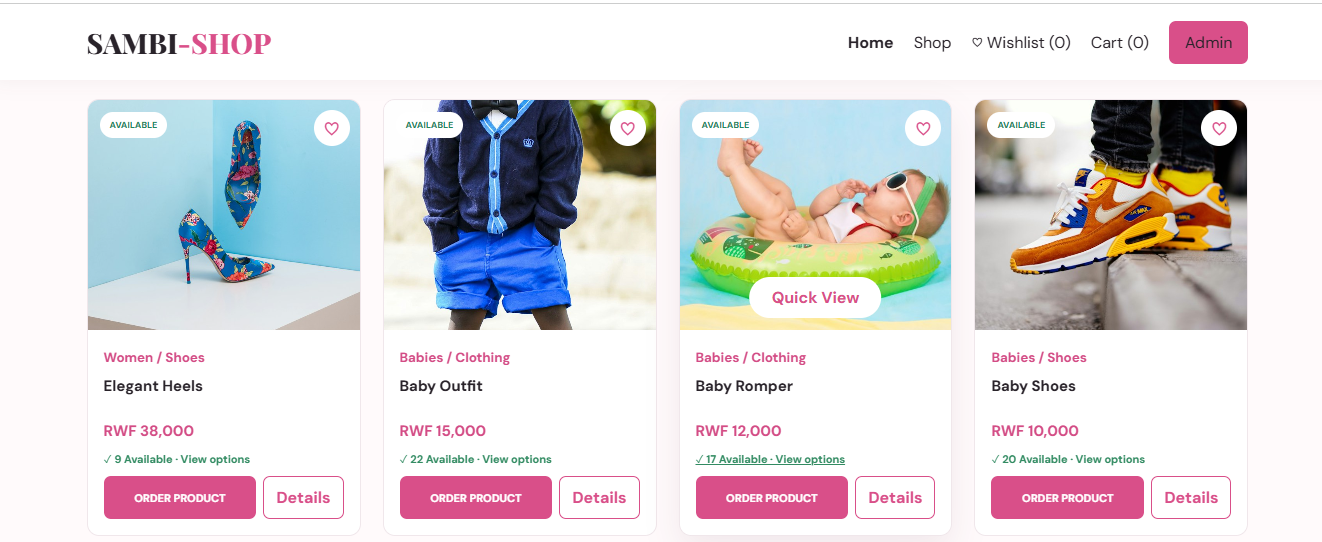 SAMBI-SHOP
Home Shop ♡ Wishlist (0) Cart (0) Admin
AVAILABLE AVAILABLE AVAILABLE AVAILABLE
Quick View
Women / Shoes Babies / Clothing Babies / Clothing Babies / Shoes
Elegant Heels Baby Outfit Baby Romper Baby Shoes
RWF 38,000 RWF 15,000 RWF 12,000 RWF 10,000
✓ 9 Available · View options ✓ 22 Available · View options ✓ 17 Available · View options ✓ 20 Available · View options
ORDER PRODUCT Details ORDER PRODUCT Details ORDER PRODUCT Details ORDER PRODUCT Details